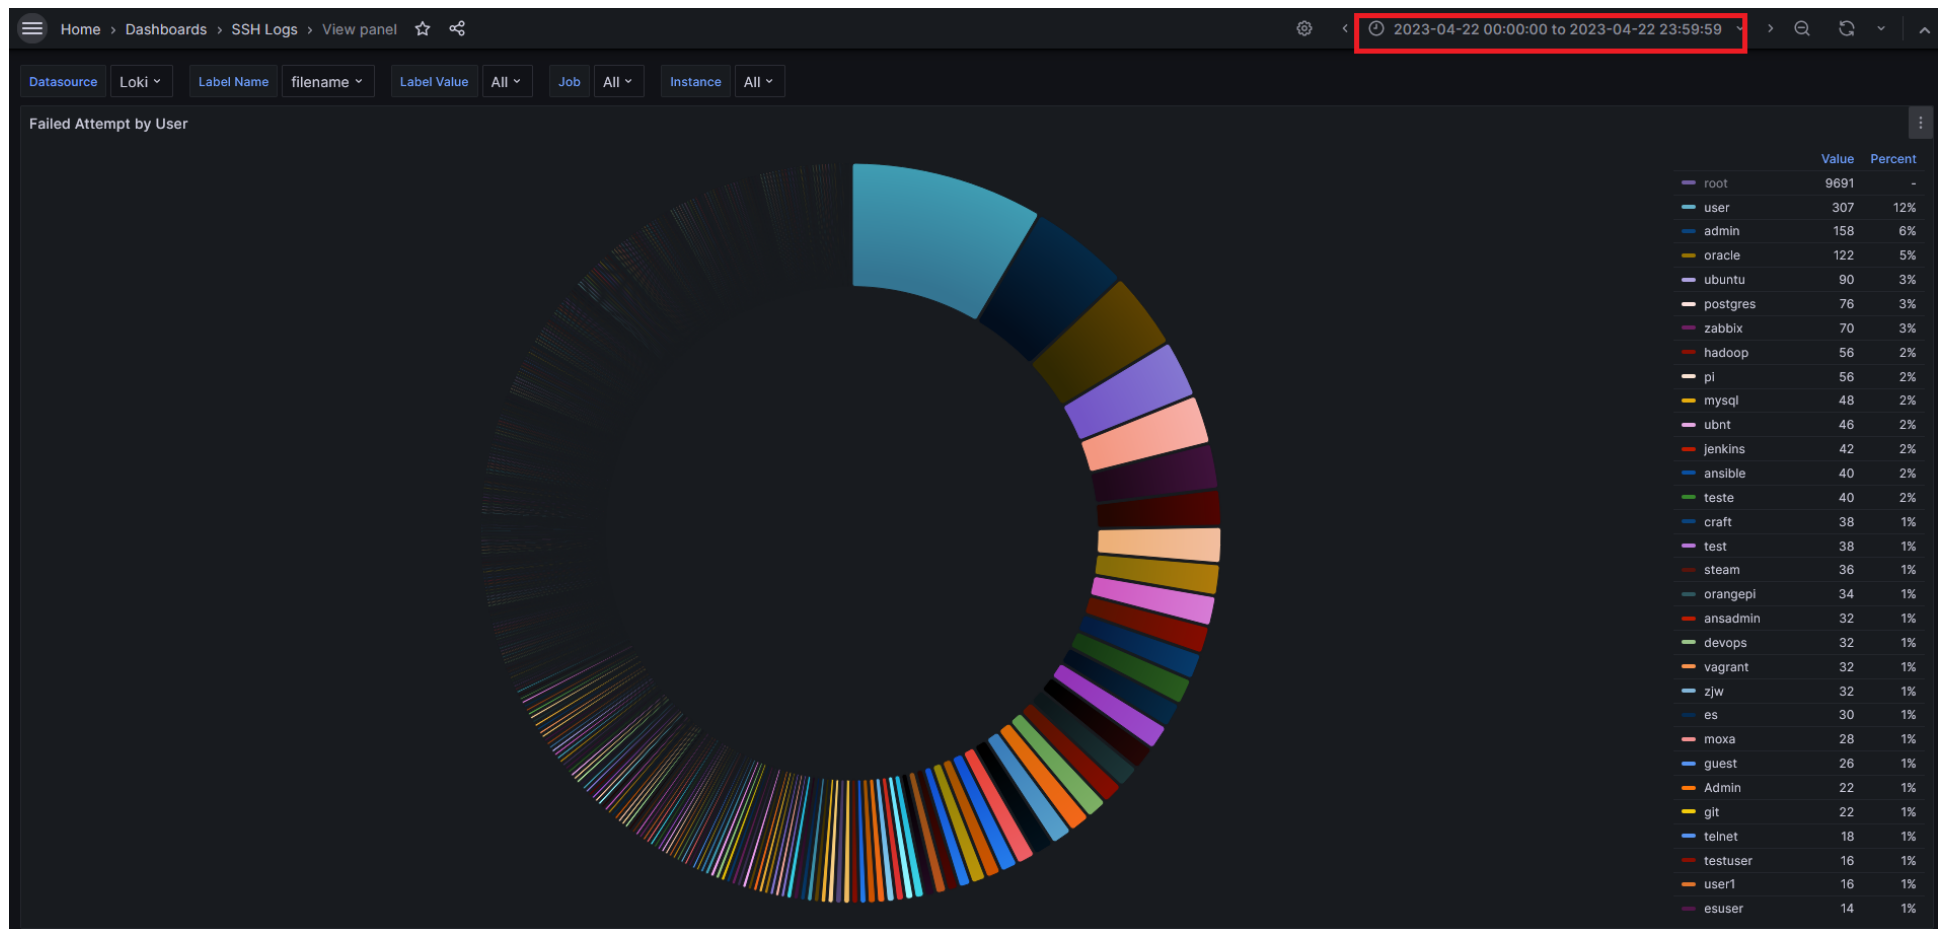 Home › Dashboards › SSH Logs › View panel
2023-04-22 00:00:00 to 2023-04-22 23:59:59
Datasource Loki Label Name filename Label Value All Job All Instance All
Failed Attempt by User
Value Percent
root 9691 -
user 307 12%
admin 158 6%
oracle 122 5%
ubuntu 90 3%
postgres 76 3%
zabbix 70 3%
hadoop 56 2%
pi 56 2%
mysql 48 2%
ubnt 46 2%
jenkins 42 2%
ansible 40 2%
teste 40 2%
craft 38 1%
test 38 1%
steam 36 1%
orangepi 34 1%
ansadmin 32 1%
devops 32 1%
vagrant 32 1%
zjw 32 1%
es 30 1%
moxa 28 1%
guest 26 1%
Admin 22 1%
git 22 1%
telnet 18 1%
testuser 16 1%
user1 16 1%
esuser 14 1%